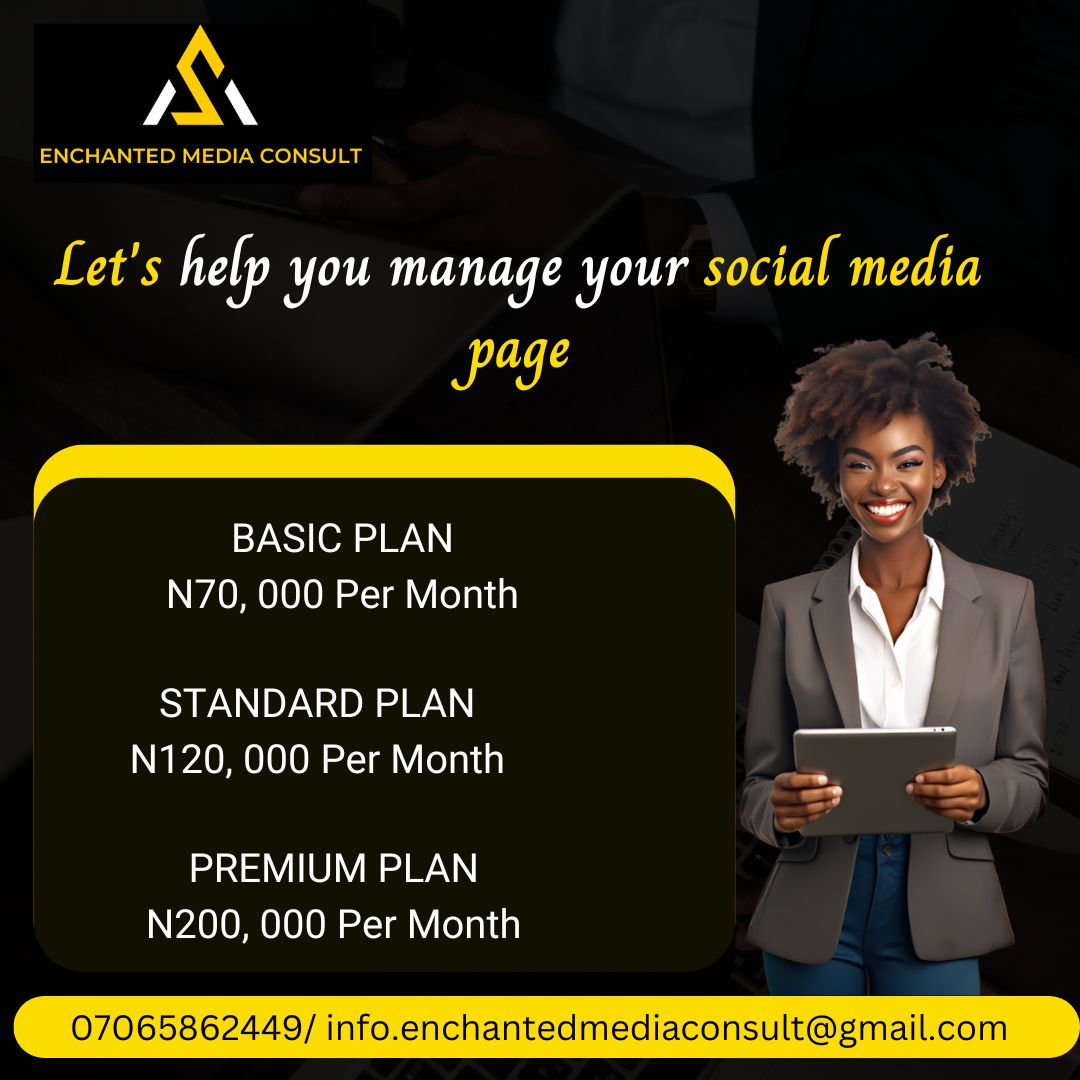 ENCHANTED MEDIA CONSULT
Let's help you manage your social media
page
BASIC PLAN
N70, 000 Per Month
STANDARD PLAN
N120, 000 Per Month
PREMIUM PLAN
N200, 000 Per Month
07065862449/ info.enchantedmediaconsult@gmail.com